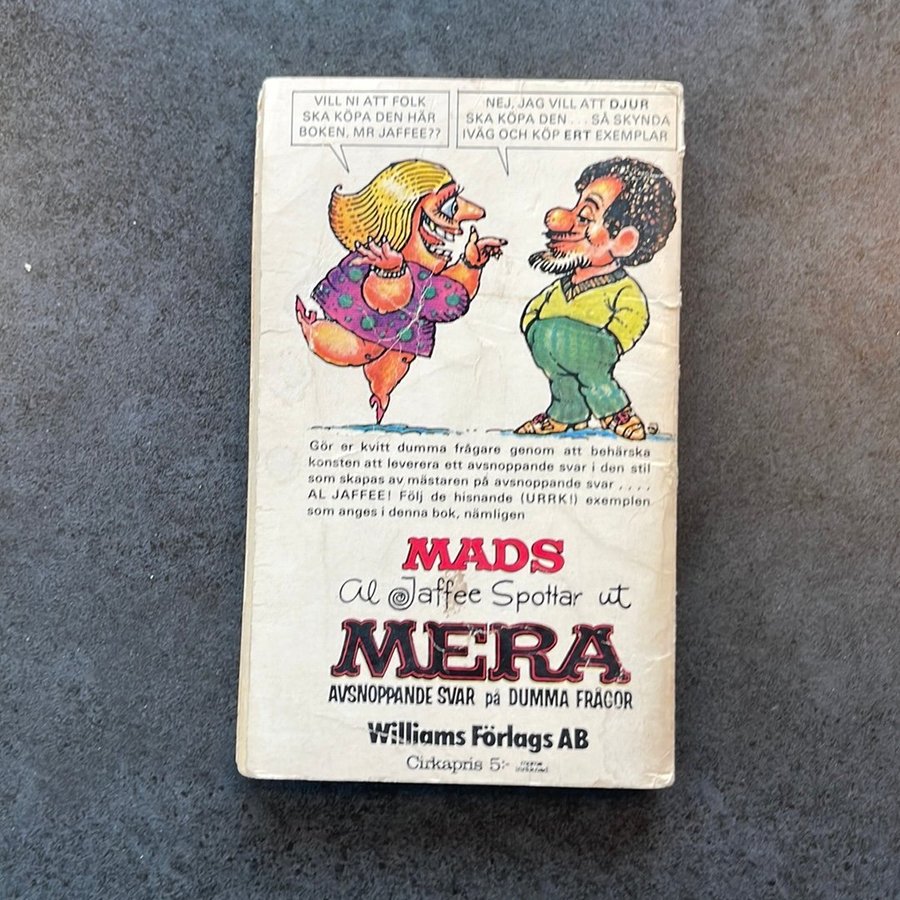 VILL NI ATT FOLK
SKA KÖPA DEN HÄR
BOKEN, MR JAFFEE??
NEJ, JAG VILL ATT DJUR
SKA KÖPA DEN . . . SÅ SKYNDA
IVÄG OCH KÖP ERT EXEMPLAR
Gör er kvitt dumma frågare genom att behärska
konsten att leverera ett avsnoppande svar i den stil
som skapas av mästaren på avsnoppande svar . . . .
AL JAFFEE! Följ de hisnande (URRK!) exemplen
som anges i denna bok, nämligen
MADS
Al Jaffee Spottar ut
MERA
AVSNOPPANDE SVAR på DUMMA FRÅGOR
Williams Förlags AB
Cirkapris 5:-